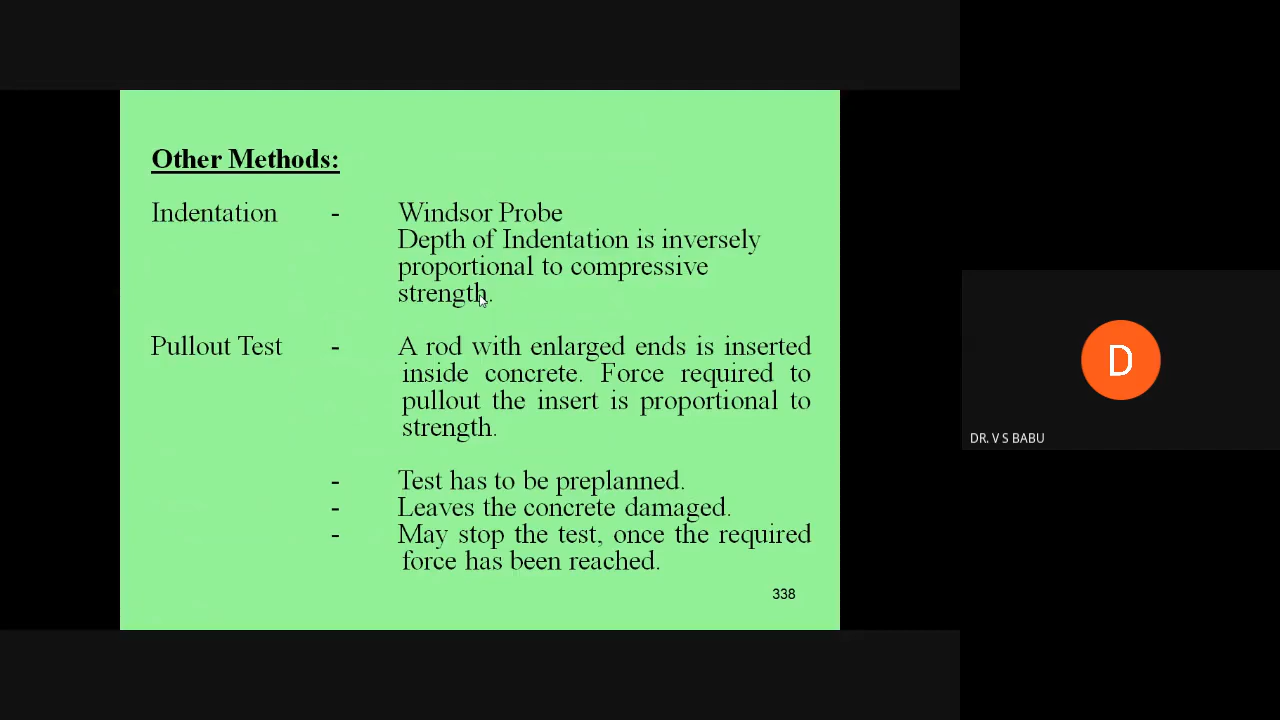 Other Methods:
Indentation - Windsor Probe
Depth of Indentation is inversely
proportional to compressive
strength.
Pullout Test - A rod with enlarged ends is inserted
inside concrete. Force required to
pullout the insert is proportional to
strength.
- Test has to be preplanned.
- Leaves the concrete damaged.
- May stop the test, once the required
force has been reached.
338
D
DR. V S BABU